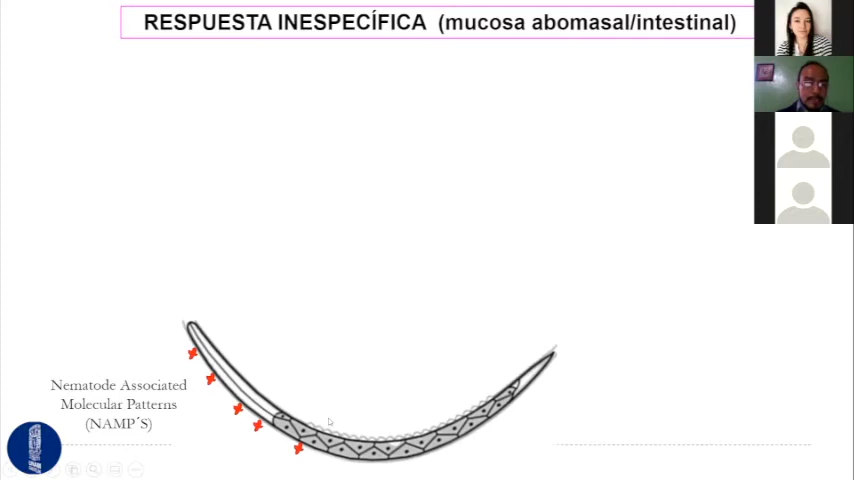 RESPUESTA INESPECÍFICA (mucosa abomasal/intestinal)
Nematode Associated
Molecular Patterns
(NAMP´S)